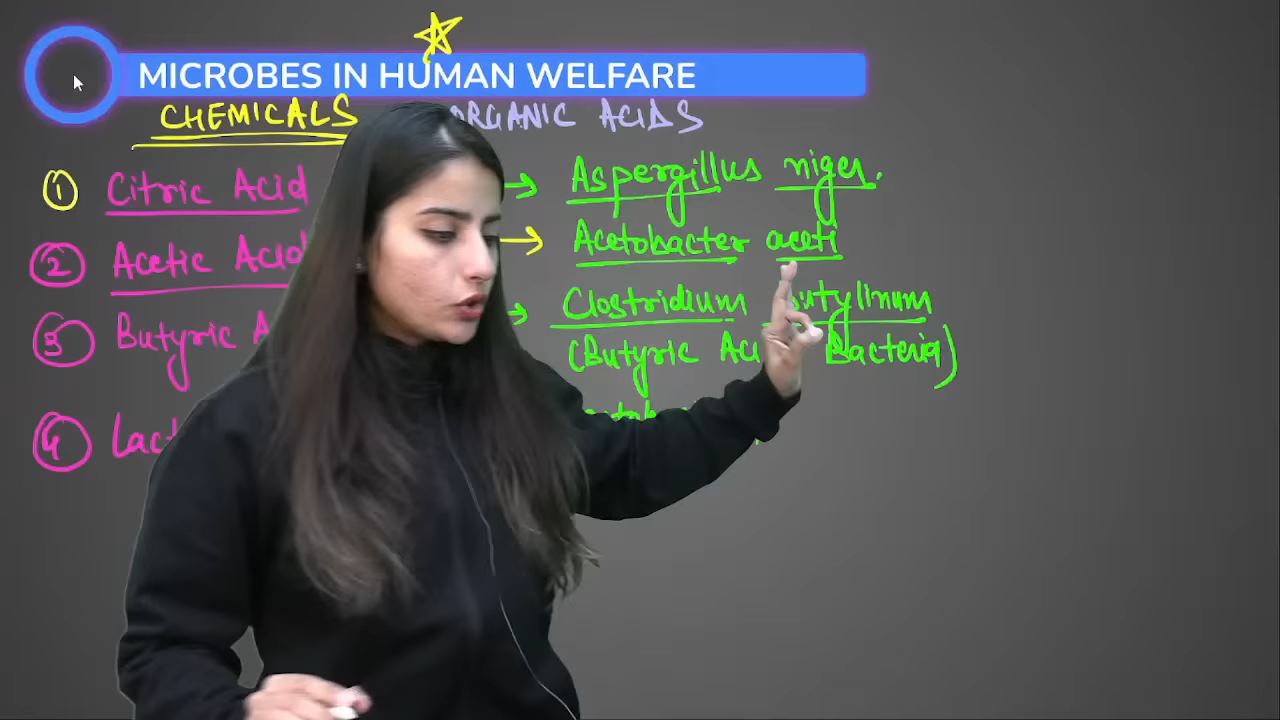 MICROBES IN HUMAN WELFARE
CHEMICALS ORGANIC ACIDS
1 Citric Acid → Aspergillus niger.
2 Acetic Acid → Acetobacter aceti
3 Butyric → Clostridium butylinum
(Butyric Bacteria)
4